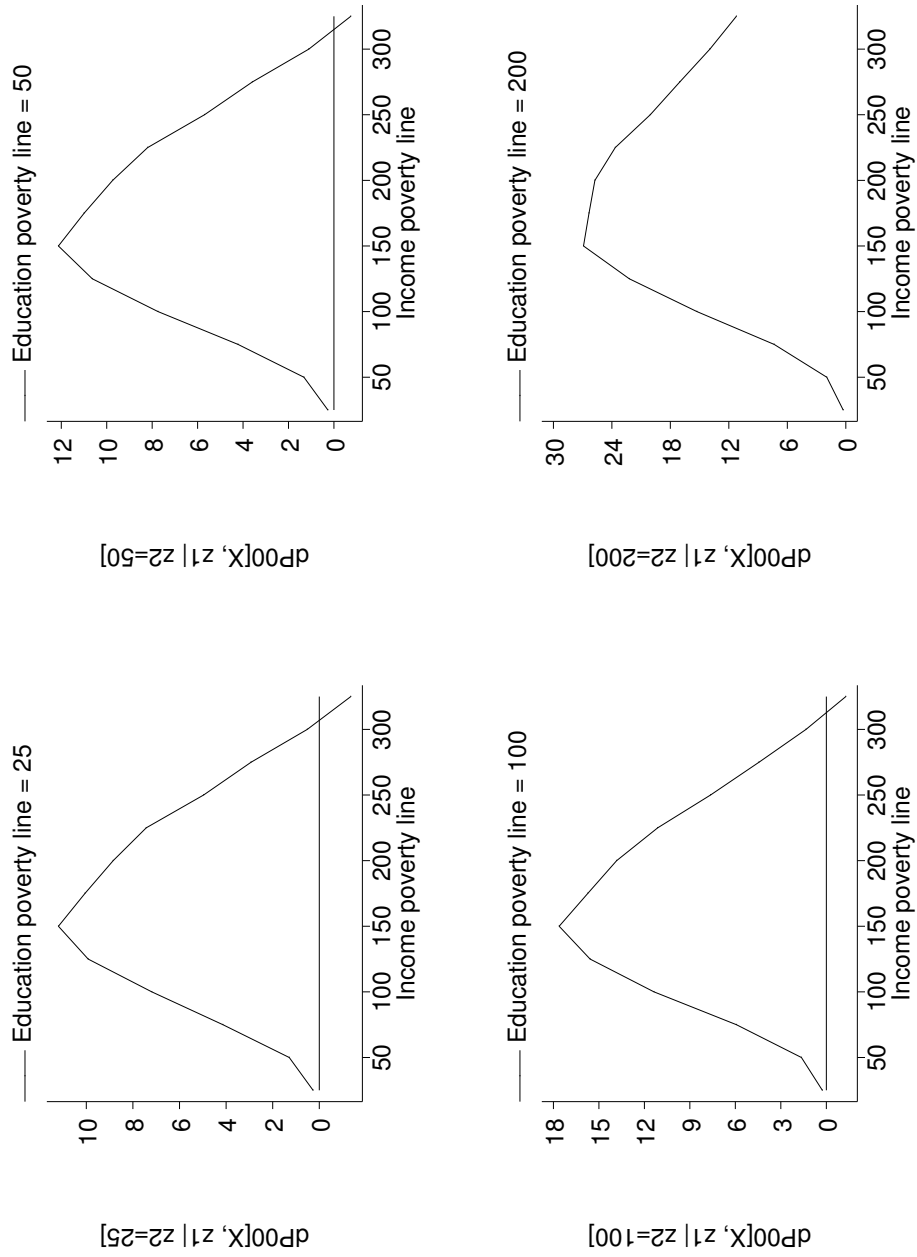 Education poverty line = 25
dP00[X, z1 | z2=25]
10
8
6
4
2
0
50 100 150 200 250 300
Income poverty line
Education poverty line = 50
dP00[X, z1 | z2=50]
12
10
8
6
4
2
0
50 100 150 200 250 300
Income poverty line
Education poverty line = 100
dP00[X, z1 | z2=100]
18
15
12
9
6
3
0
50 100 150 200 250 300
Income poverty line
Education poverty line = 200
dP00[X, z1 | z2=200]
30
24
18
12
6
0
50 100 150 200 250 300
Income poverty line